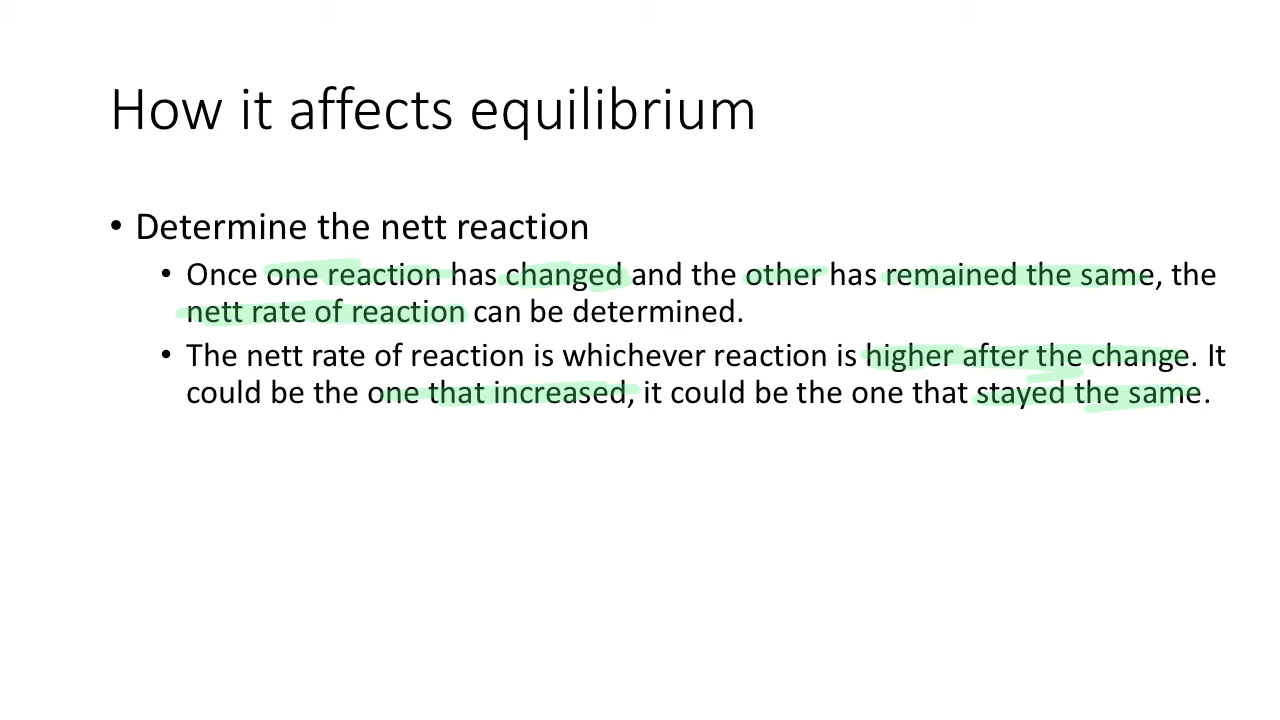 How it affects equilibrium
• Determine the nett reaction
• Once one reaction has changed and the other has remained the same, the
nett rate of reaction can be determined.
• The nett rate of reaction is whichever reaction is higher after the change. It
could be the one that increased, it could be the one that stayed the same.